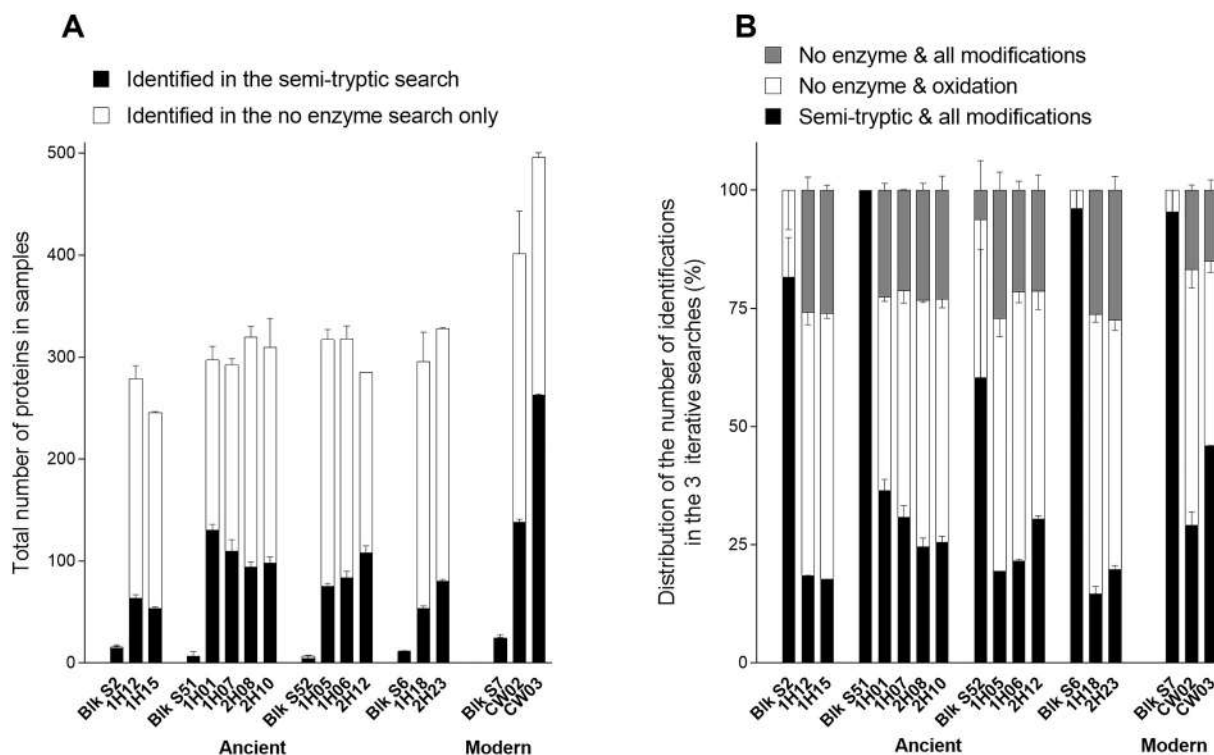 A
Identified in the semi-tryptic search
Identified in the no enzyme search only
Total number of proteins in samples
500
400
300
200
100
0
Blk S2
1H12
1H15
Blk S51
1H01
1H07
2H08
2H10
Blk S52
1H05
1H06
2H12
Blk S6
1H18
2H23
Blk S7
CW02
CW03
Ancient
Modern
B
No enzyme & all modifications
No enzyme & oxidation
Semi-tryptic & all modifications
Distribution of the number of identifications
in the 3 iterative searches (%)
100
75
50
25
0
Blk S2
1H12
1H15
Blk S51
1H01
1H07
2H08
2H10
Blk S52
1H05
1H06
2N12
Blk S6
1H18
2H23
Blk S7
CW02
CW03
Ancient
Modern